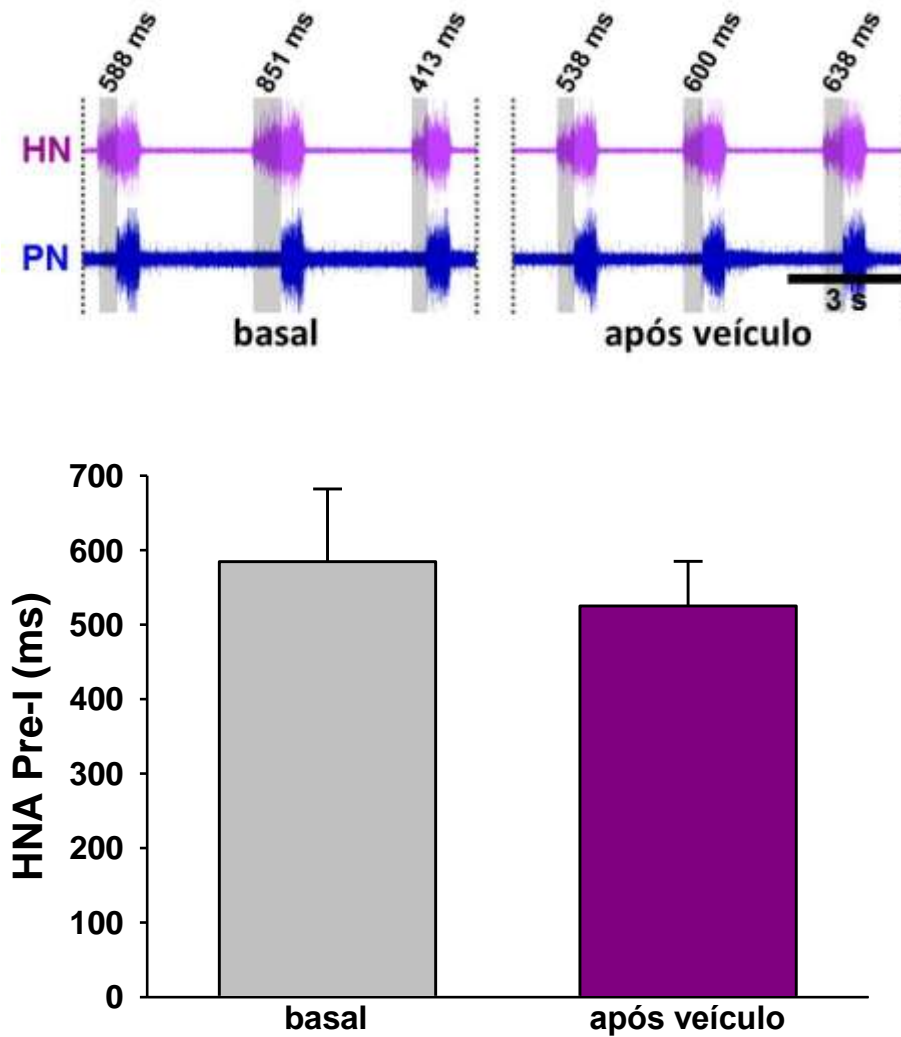 588 ms 851 ms 413 ms 538 ms 600 ms 638 ms
HN
PN
3 s
basal após veículo
700
600
500
400
300
200
100
0
HNA Pre-I (ms)
basal após veículo